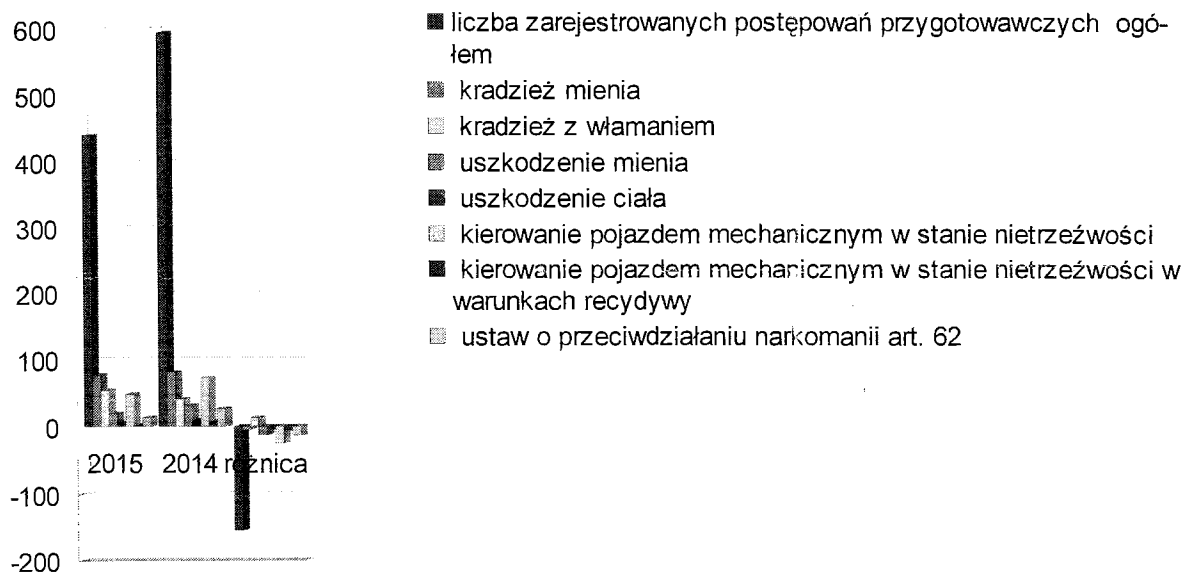 600
500
400
300
200
100
0
-100
-200
2015 2014 różnica
liczba zarejestrowanych postępowań przygotowawczych ogó-
łem
kradzież mienia
kradzież z włamaniem
uszkodzenie mienia
uszkodzenie ciała
kierowanie pojazdem mechanicznym w stanie nietrzeźwości
kierowanie pojazdem mechanicznym w stanie nietrzeźwości w
warunkach recydywy
ustaw o przeciwdziałaniu narkomanii art. 62